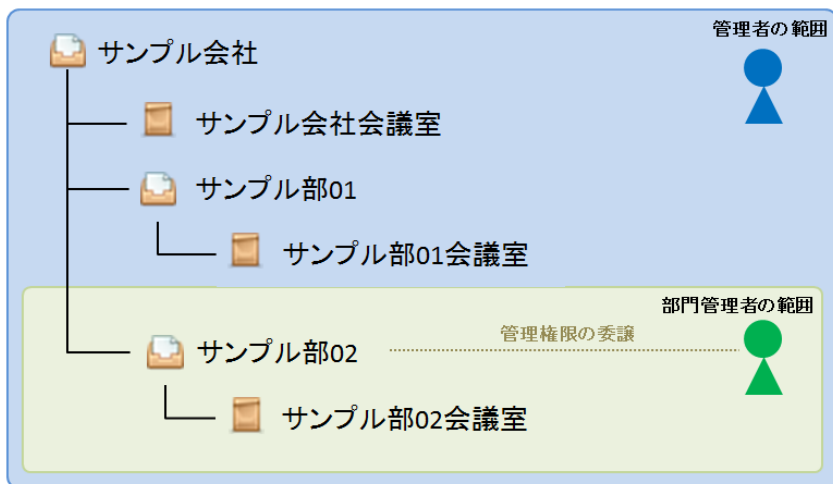 管理者の範囲
サンプル会社
サンプル会社会議室
サンプル部01
サンプル部01会議室
部門管理者の範囲
管理権限の委譲
サンプル部02
サンプル部02会議室